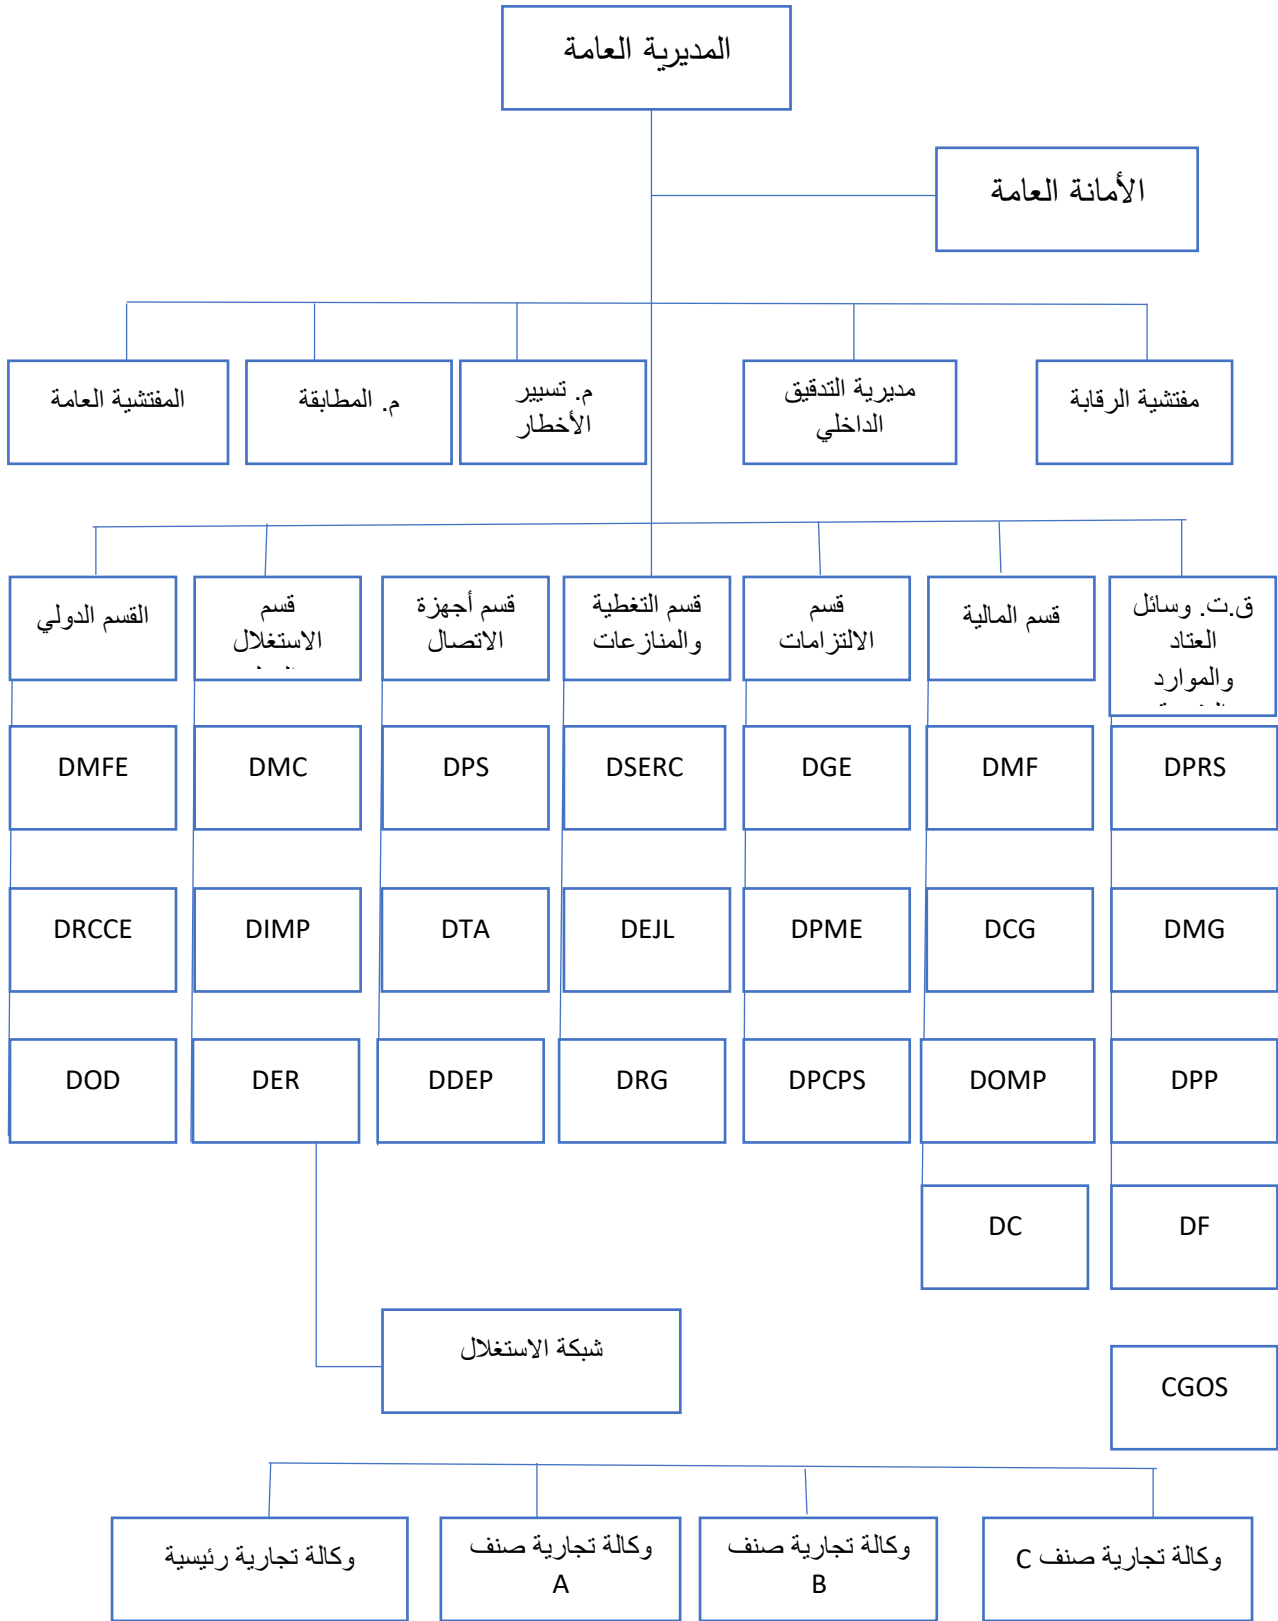 المديرية العامة
الأمانة العامة
مفتشية الرقابة
مديرية التدقيق
الداخلي
م. تسيير
الأخطار
م. المطابقة
المفتشية العامة
ق.ت. وسائل
العتاد
والموارد
قسم المالية
قسم
الالتزامات
قسم التغطية
والمنازعات
قسم أجهزة
الاتصال
قسم
الاستغلال
القسم الدولي
DMFE
DMC
DPS
DSERC
DGE
DMF
DPRS
DRCCE
DIMP
DTA
DEJL
DPME
DCG
DMG
DOD
DER
DDEP
DRG
DPCPS
DOMP
DPP
DC
DF
شبكة الاستغلال
CGOS
وكالة تجارية صنف C
وكالة تجارية صنف
B
وكالة تجارية صنف
A
وكالة تجارية رئيسية